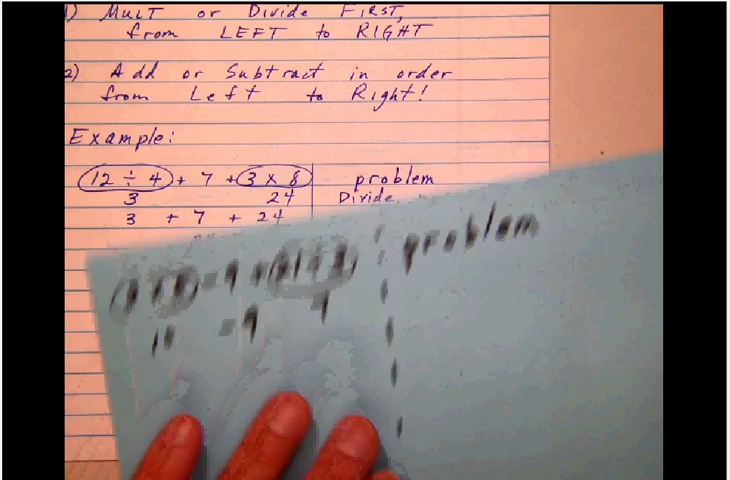 1) MULT or Divide FIRST,
from LEFT to RIGHT
2) Add or Subtract in order
from Left to Right!
Example:
12 ÷ 4 + 7 + 3 x 8 problem
3 24 Divide
3 + 7 + 24
problem